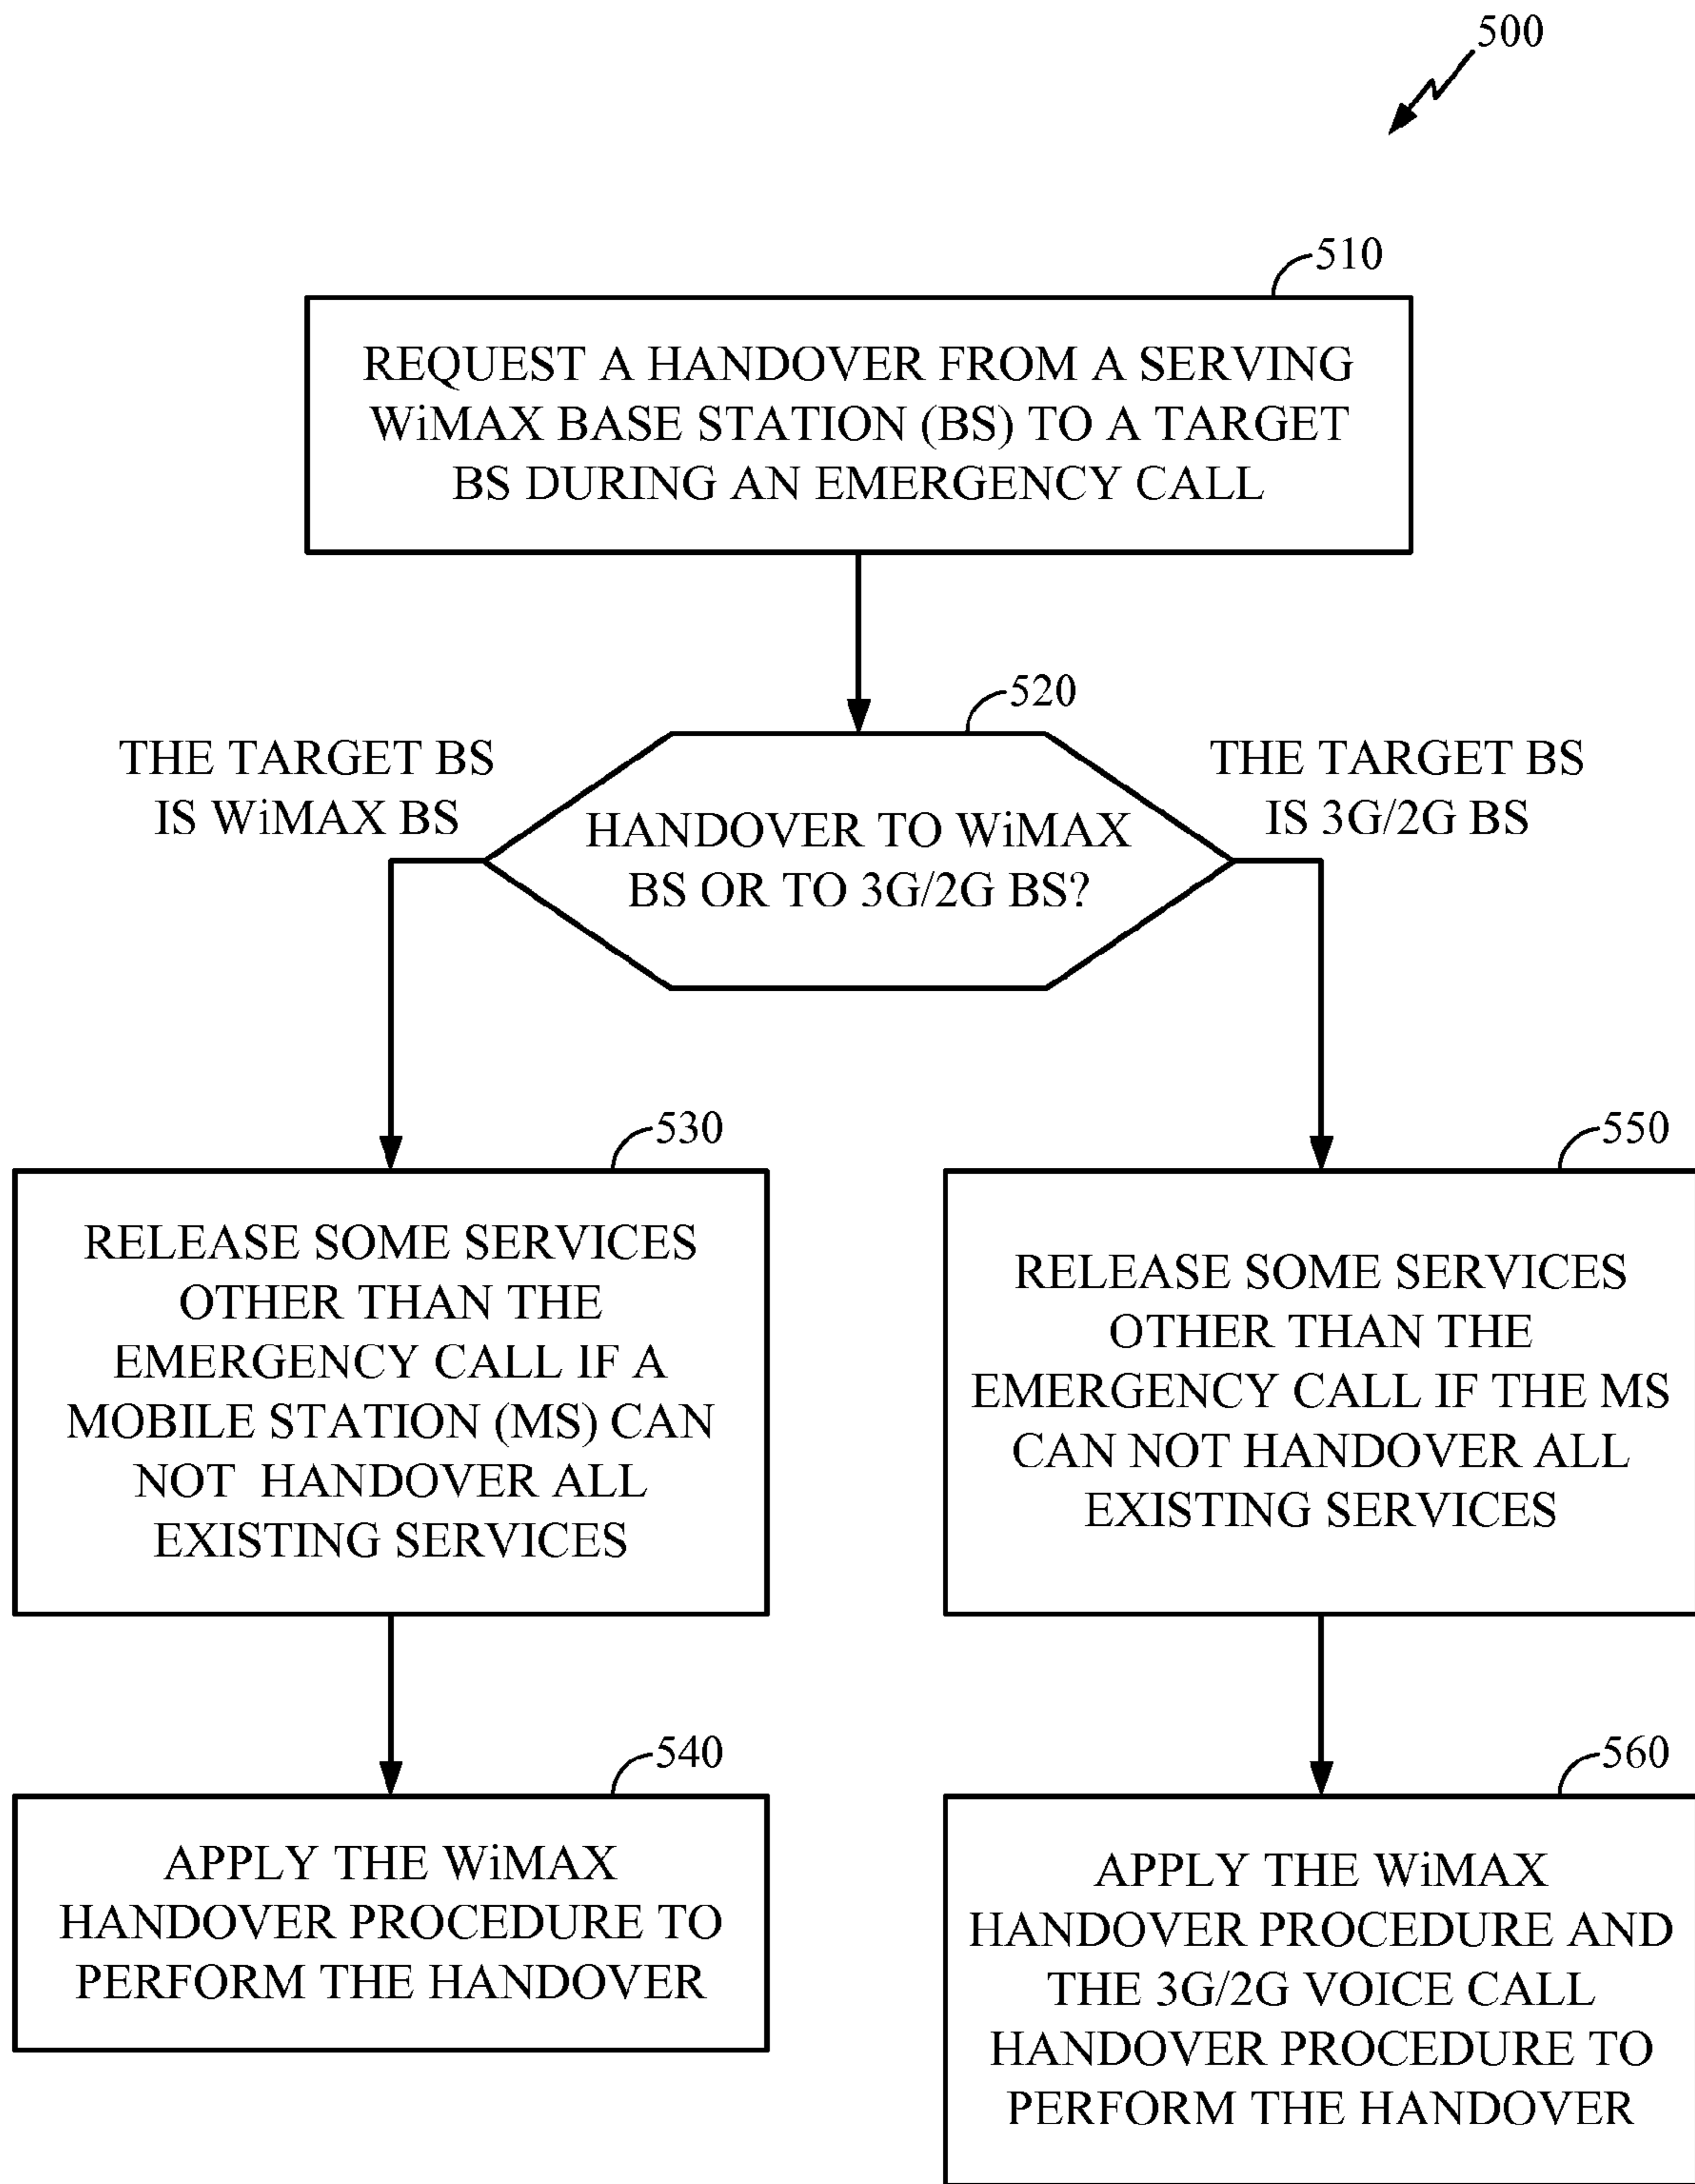 500
510
REQUEST A HANDOVER FROM A SERVING
WiMAX BASE STATION (BS) TO A TARGET
BS DURING AN EMERGENCY CALL
520
THE TARGET BS
IS WiMAX BS
HANDOVER TO WiMAX
BS OR TO 3G/2G BS?
THE TARGET BS
IS 3G/2G BS
530
RELEASE SOME SERVICES
OTHER THAN THE
EMERGENCY CALL IF A
MOBILE STATION (MS) CAN
NOT HANDOVER ALL
EXISTING SERVICES
550
RELEASE SOME SERVICES
OTHER THAN THE
EMERGENCY CALL IF THE MS
CAN NOT HANDOVER ALL
EXISTING SERVICES
540
APPLY THE WiMAX
HANDOVER PROCEDURE TO
PERFORM THE HANDOVER
560
APPLY THE WiMAX
HANDOVER PROCEDURE AND
THE 3G/2G VOICE CALL
HANDOVER PROCEDURE TO
PERFORM THE HANDOVER